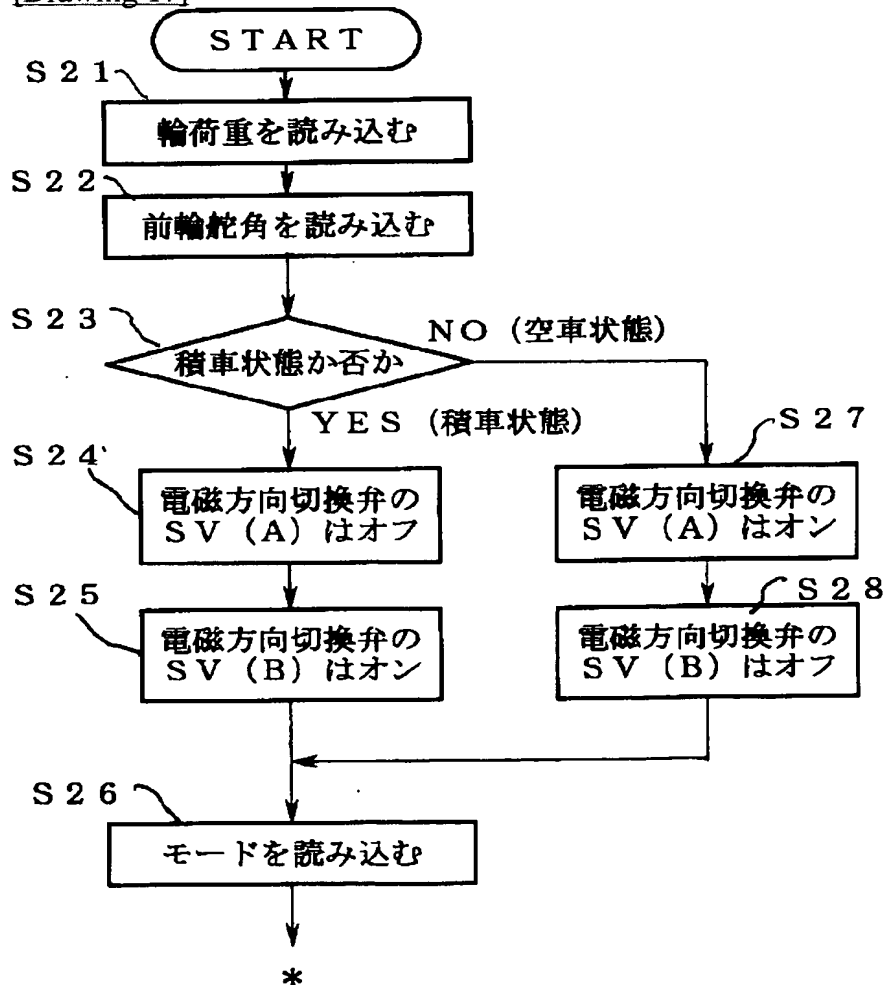 START
S21
輪荷重を読み込む
S22
前輪舵角を読み込む
S23
NO (空車状態)
積車状態か否か
YES (積車状態)
S24
電磁方向切換弁の
SV (A) はオフ
S27
電磁方向切換弁の
SV (A) はオン
S25
電磁方向切換弁の
SV (B) はオン
S28
電磁方向切換弁の
SV (B) はオフ
S26
モードを読み込む
*